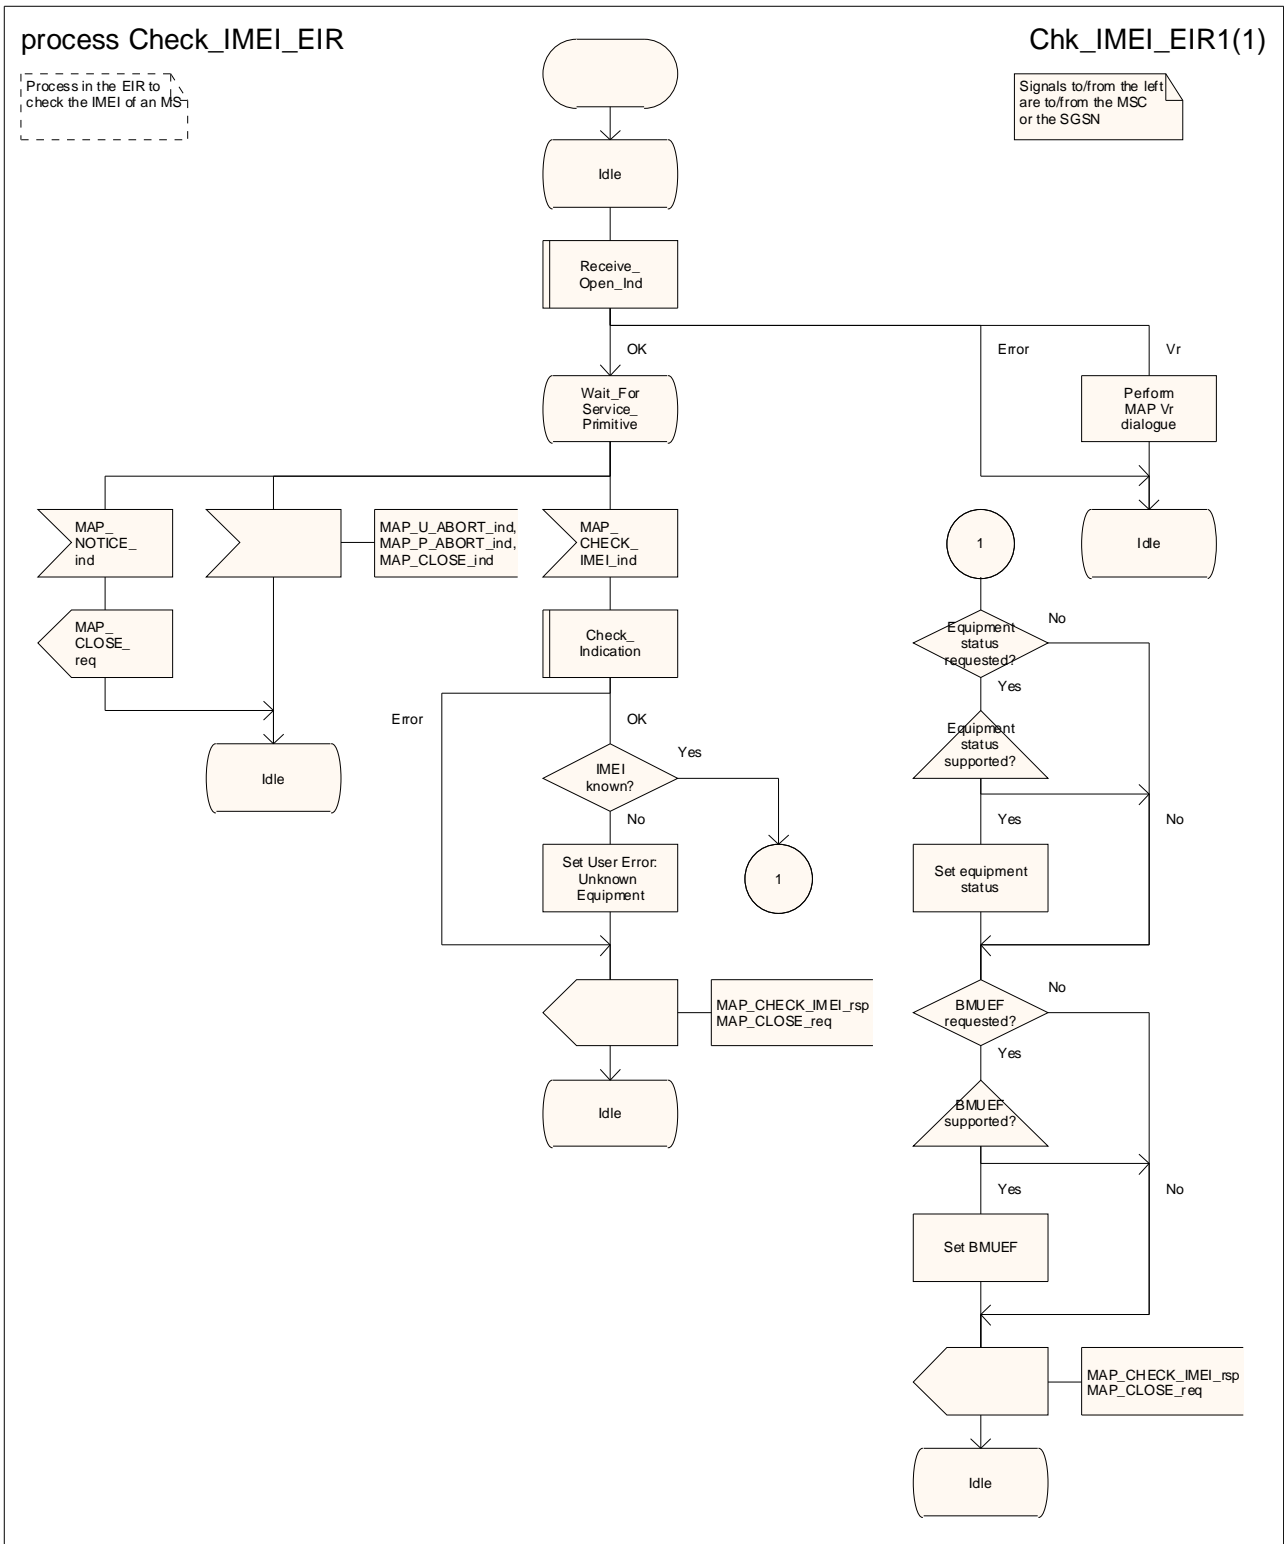 process Check_IMEI_EIR
Chk_IMEI_EIR1(1)
Process in the EIR to
check the IMEI of an MS
Signals to/from the left
are to/from the MSC
or the SGSN
Idle
Receive_
Open_Ind
OK
Error
Vr
Wait_For
Service_
Primitive
Perform
MAP Vr
dialogue
MAP_
NOTICE_
ind
MAP_U_ABORT_ind,
MAP_P_ABORT_ind,
MAP_CLOSE_ind
MAP_
CHECK_
IMEI_ind
1
Idle
MAP_
CLOSE_
req
Check_
Indication
Equipment
status
requested?
No
Yes
Error
OK
Equipment
status
supported?
Idle
IMEI
known?
Yes
No
Yes
No
Set User Error:
Unknown
Equipment
1
Set equipment
status
MAP_CHECK_IMEI_rsp
MAP_CLOSE_req
BMUEF
requested?
No
Yes
Idle
BMUEF
supported?
Yes
No
Set BMUEF
MAP_CHECK_IMEI_rsp
MAP_CLOSE_req
Idle